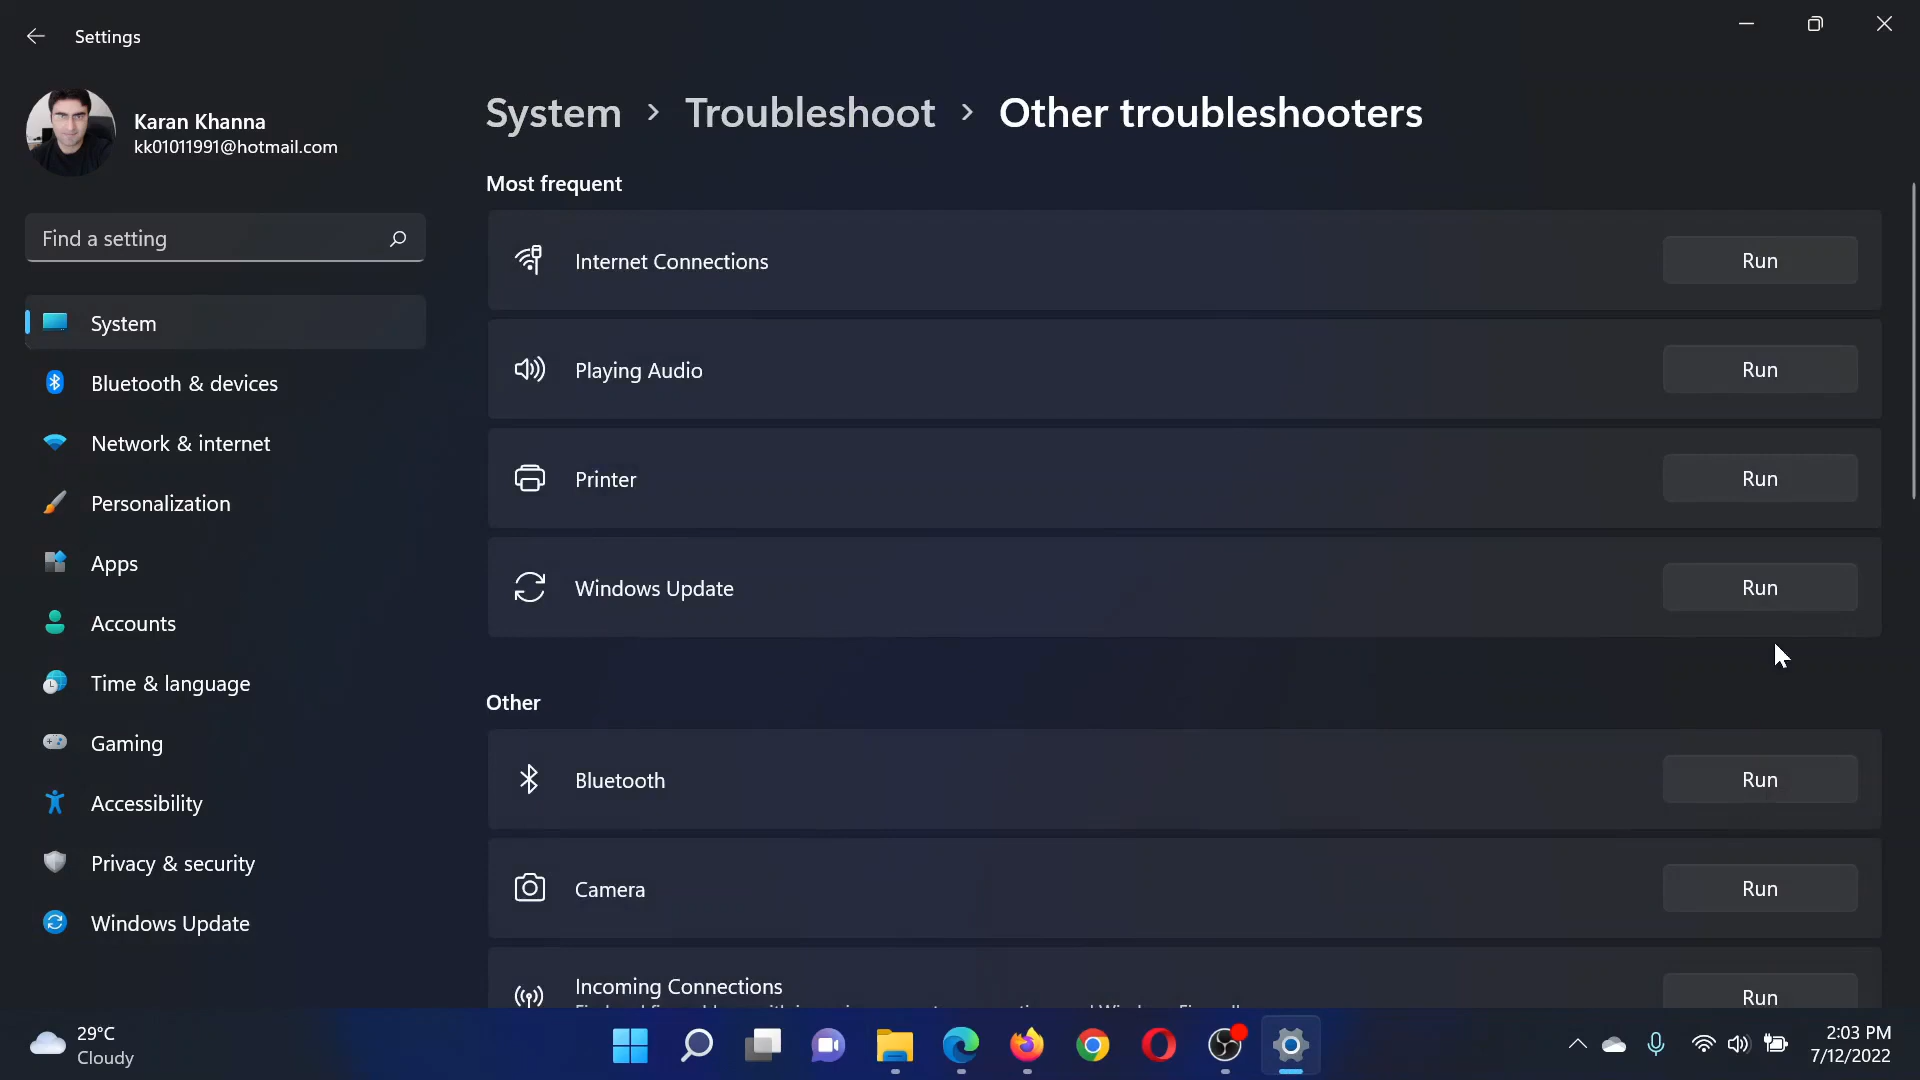 Settings
Karan Khanna
kk01011991@hotmail.com
Find a setting
System
Bluetooth & devices
Network & internet
Personalization
Apps
Accounts
Time & language
Gaming
Accessibility
Privacy & security
Windows Update
System > Troubleshoot > Other troubleshooters
Most frequent
Internet Connections Run
Playing Audio Run
Printer Run
Windows Update Run
Other
Bluetooth Run
Camera Run
Incoming Connections Run
29°C
Cloudy
2:03 PM
7/12/2022